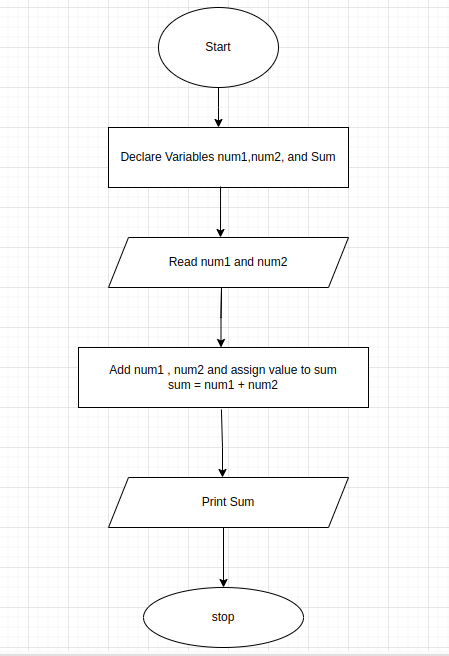 Start
Declare Variables num1,num2, and Sum
Read num1 and num2
Add num1 , num2 and assign value to sum
sum = num1 + num2
Print Sum
stop